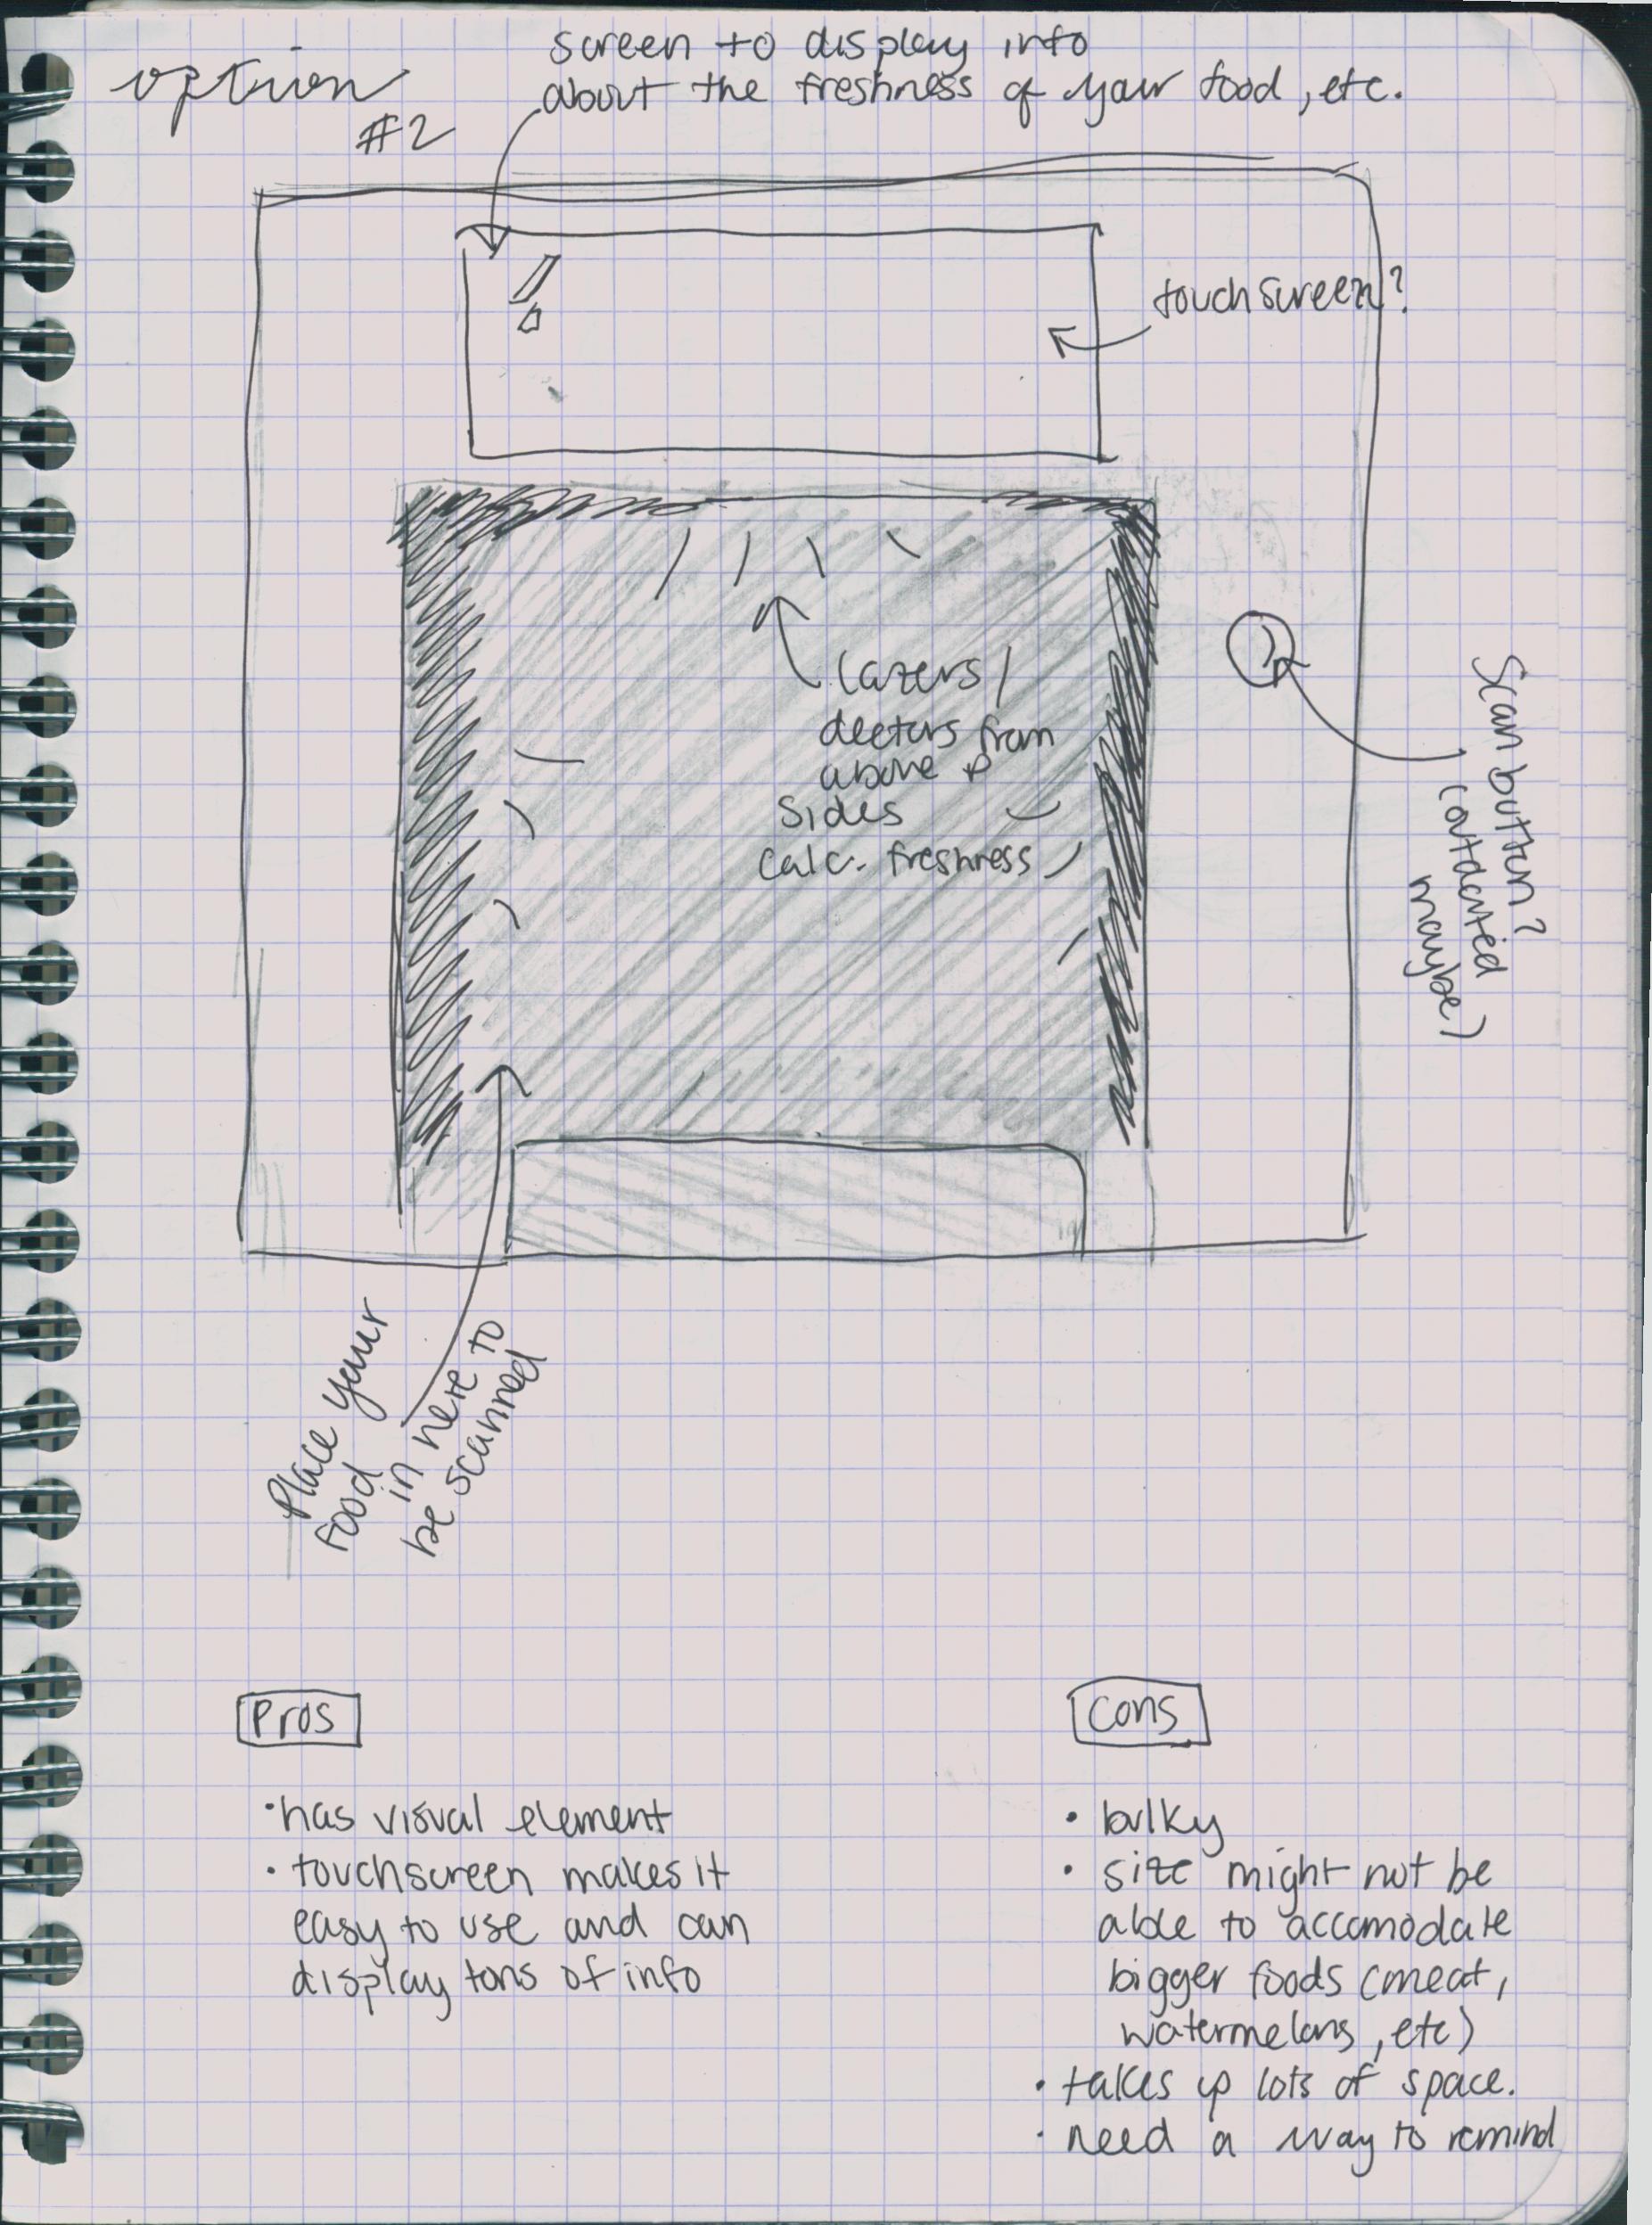 option
#2
screen to display info
about the freshness of your food, etc.
touchscreen?
lazers/
deetors from
above &
sides
calc. freshness
scan button?
(outdated
maybe)
Place your
food
in here to
be scanned
Pros
• has visual element
• touchscreen makes it
easy to use and can
display tons of info
Cons
• bulky
• size might not be
able to accomodate
bigger foods (meat,
watermelons, etc)
• takes up lots of space.
• need a way to remind